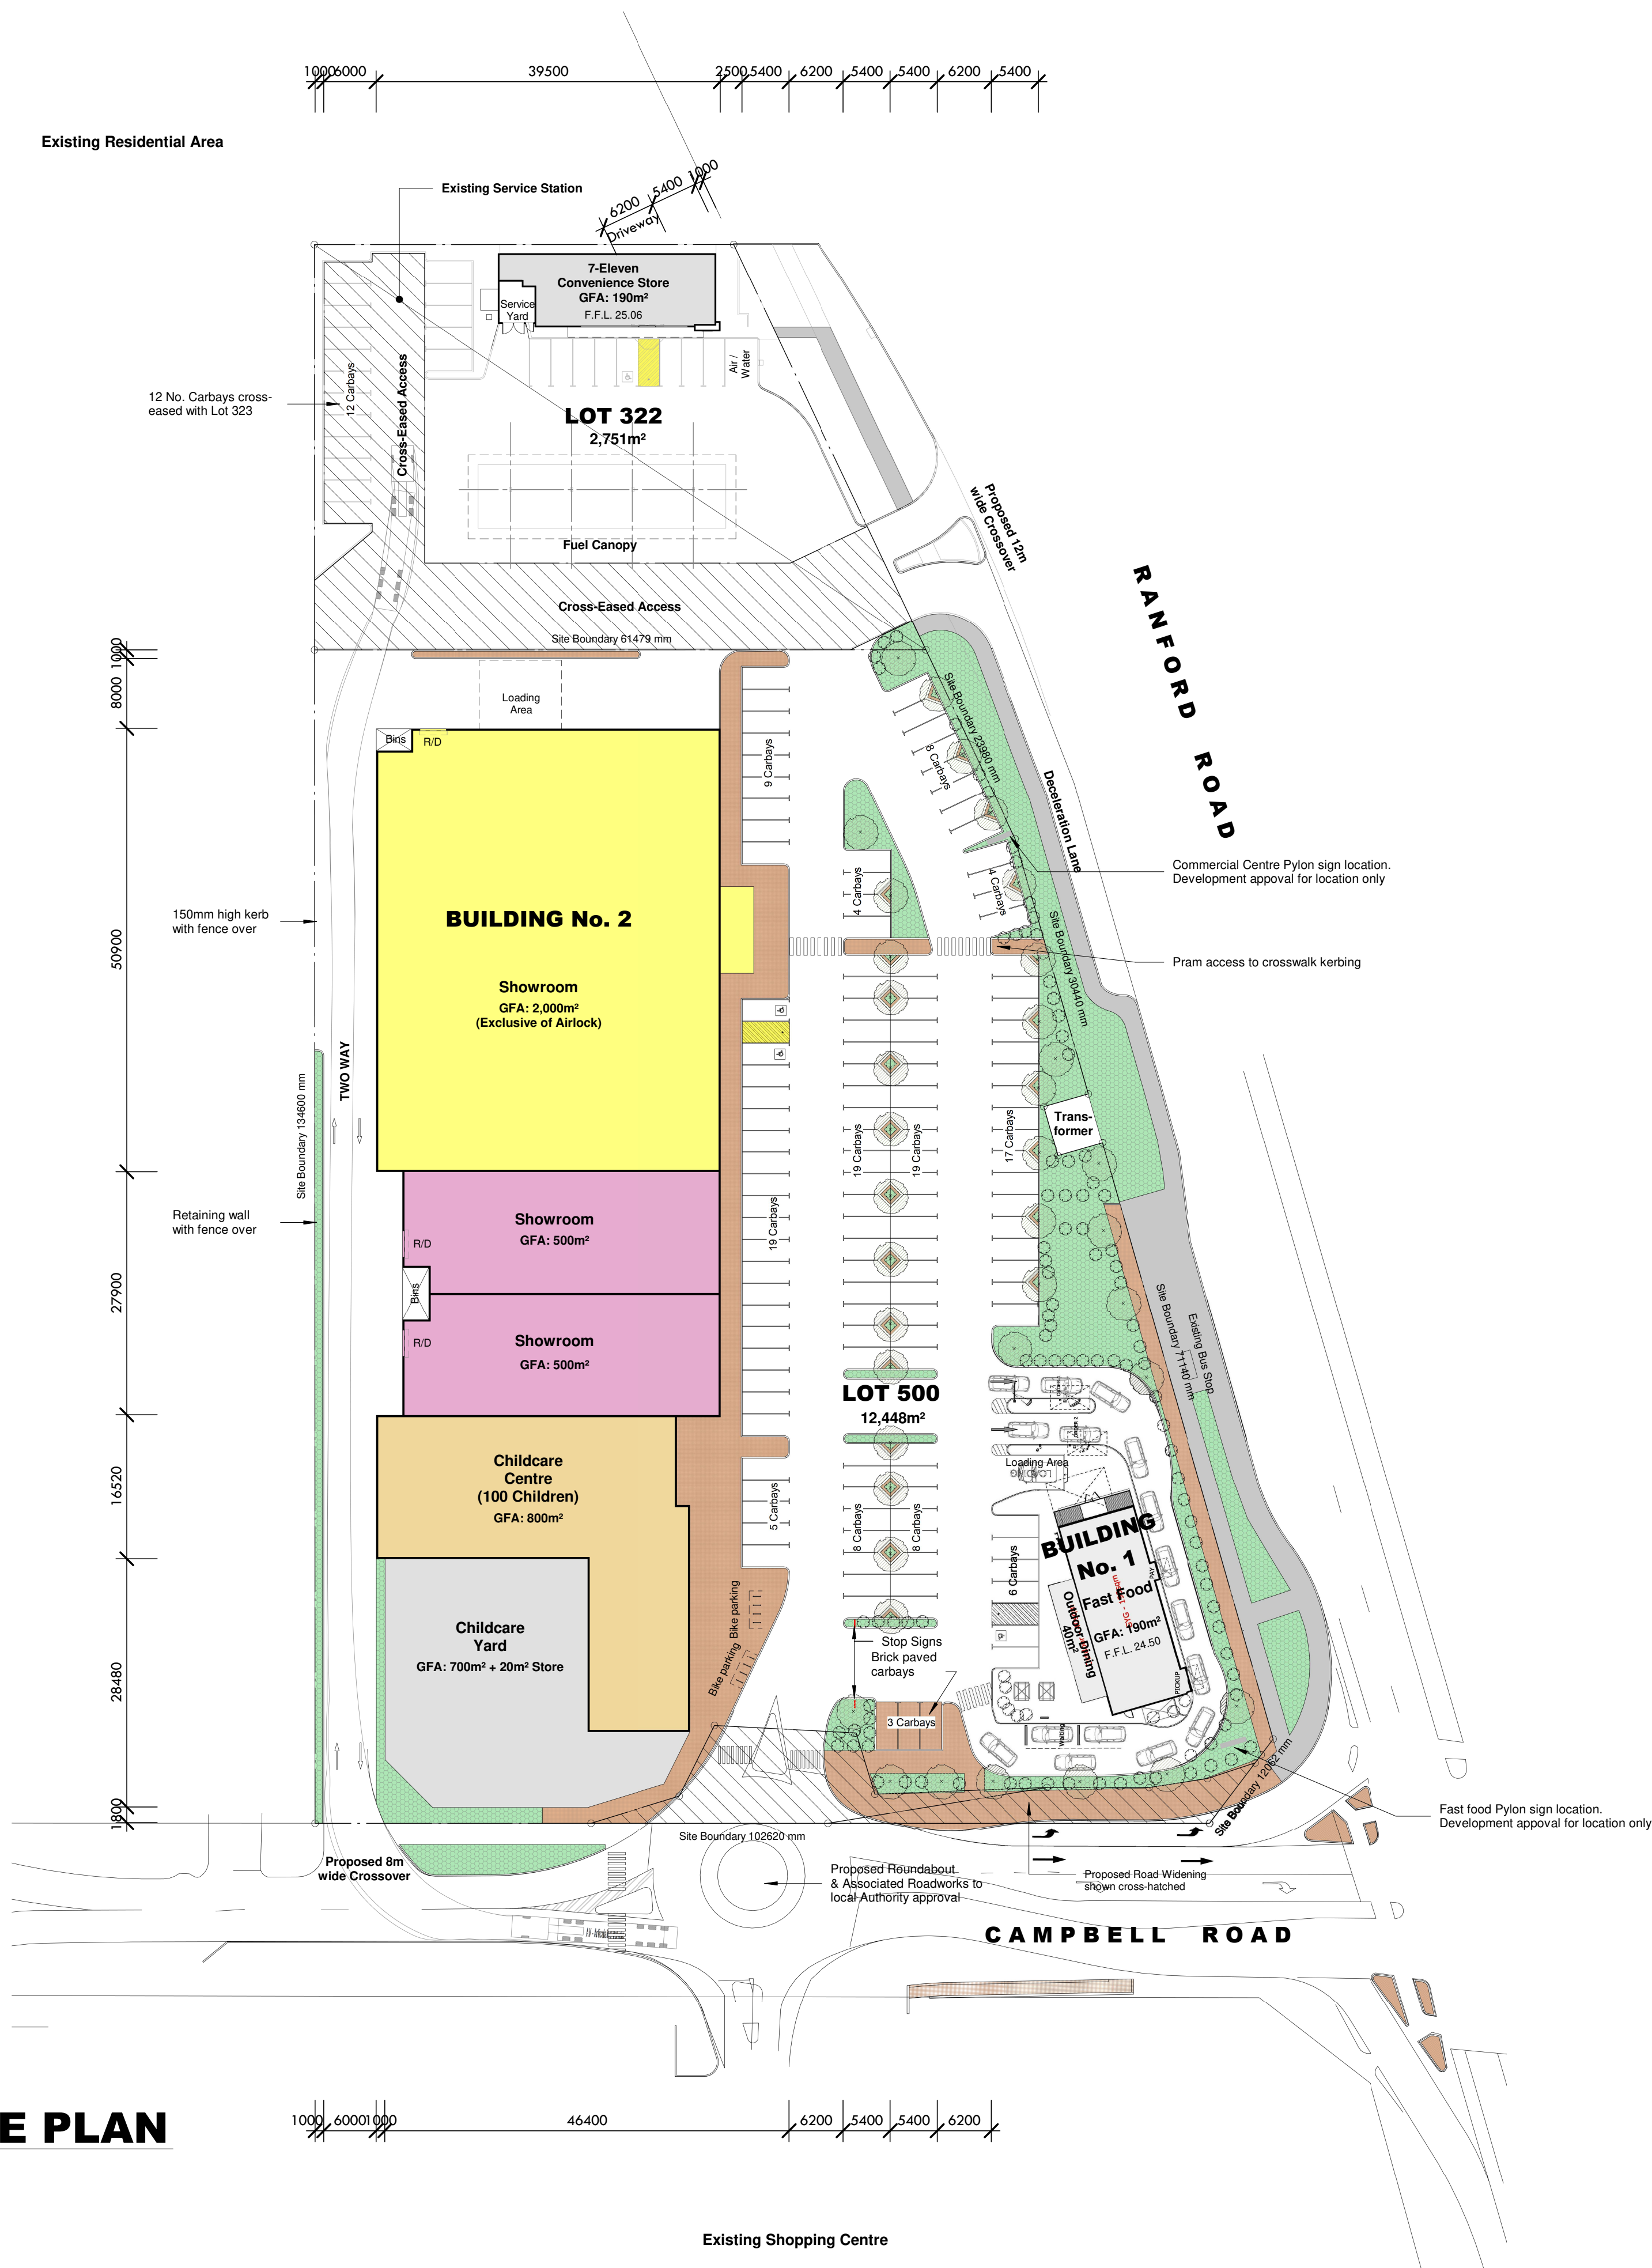 1000
6000
39500
2500
5400
6200
5400
5400
6200
5400
Existing Residential Area
Existing Service Station
6200
5400
1000
Driveway
7-Eleven
Convenience Store
GFA: 190m²
F.F.L. 25.06
Service
Yard
Air /
Water
12 Carbays
Cross-Eased Access
12 No. Carbays cross-
eased with Lot 323
LOT 322
2,751m²
Fuel Canopy
Proposed 12m
wide Crossover
Cross-Eased Access
Site Boundary 61479 mm
RANFORD ROAD
1000
8000
50900
27900
16520
28480
1800
Loading
Area
Bins
R/D
9 Carbays
8 Carbays
Site Boundary 23980 mm
Deceleration Lane
Commercial Centre Pylon sign location.
Development appoval for location only
4 Carbays
4 Carbays
150mm high kerb
with fence over
BUILDING No. 2
Showroom
GFA: 2,000m²
(Exclusive of Airlock)
Site Boundary 30440 mm
Pram access to crosswalk kerbing
TWO WAY
Site Boundary 134600 mm
Trans-
former
19 Carbays
19 Carbays
17 Carbays
19 Carbays
Retaining wall
with fence over
Showroom
GFA: 500m²
R/D
Bins
Showroom
GFA: 500m²
R/D
Site Boundary 71140 mm
Existing Bus Stop
LOT 500
12,448m²
ORDER 2
Loading Area
LOADING
Childcare
Centre
(100 Children)
GFA: 800m²
5 Carbays
8 Carbays
8 Carbays
6 Carbays
BUILDING
No. 1
Fast Food
GFA: 190m²
F.F.L. 24.50
PAY
PICKUP
Outdoor Dining
40m²
Childcare
Yard
GFA: 700m² + 20m² Store
Bike parking
Bike parking
Stop Signs
Brick paved
carbays
3 Carbays
Waiting
Site Boundary 12062 mm
Fast food Pylon sign location.
Development appoval for location only
Site Boundary 102620 mm
Proposed 8m
wide Crossover
Proposed Roundabout
& Associated Roadworks to
local Authority approval
Proposed Road Widening
shown cross-hatched
CAMPBELL ROAD
1000
6000
1000
46400
6200
5400
5400
6200
E PLAN
Existing Shopping Centre